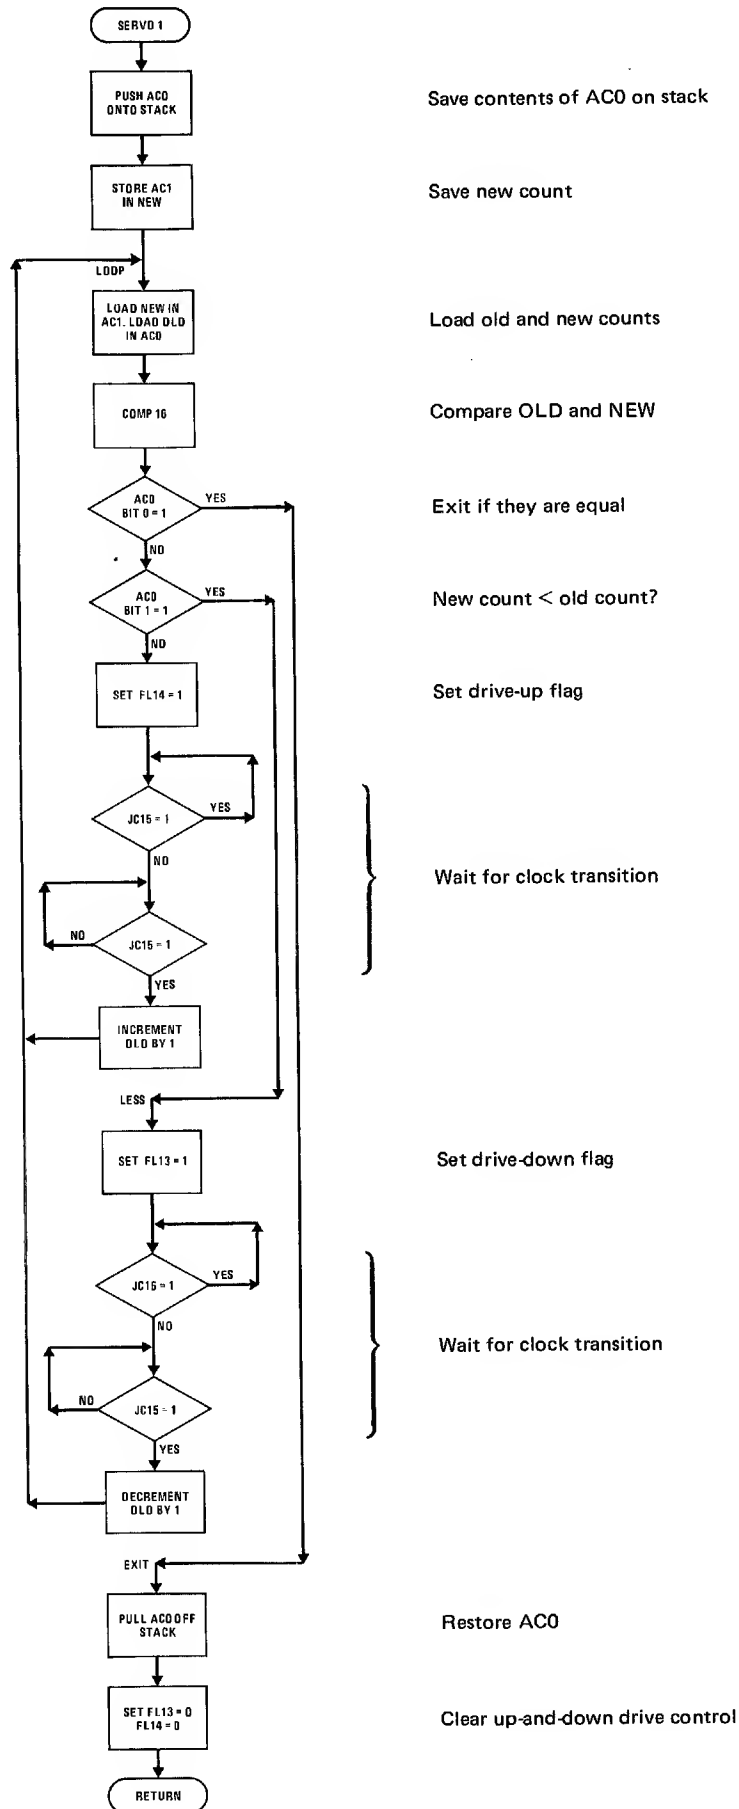 SERVO 1
PUSH AC0
ONTO STACK
Save contents of AC0 on stack
STORE AC1
IN NEW
Save new count
LOOP
LOAD NEW IN
AC1. LOAD OLD
IN AC0
Load old and new counts
COMP 16
Compare OLD and NEW
AC0
BIT 0 = 1
YES
Exit if they are equal
NO
AC0
BIT 1 = 1
YES
New count < old count?
NO
SET FL14 = 1
Set drive-up flag
JC15 = 1
YES
NO
Wait for clock transition
NO
JC15 = 1
YES
INCREMENT
OLD BY 1
LESS
SET FL13 = 1
Set drive-down flag
JC15 = 1
YES
NO
Wait for clock transition
NO
JC15 = 1
YES
DECREMENT
OLD BY 1
EXIT
PULL AC0 OFF
STACK
Restore AC0
SET FL13 = 0
FL14 = 0
Clear up-and-down drive control
RETURN